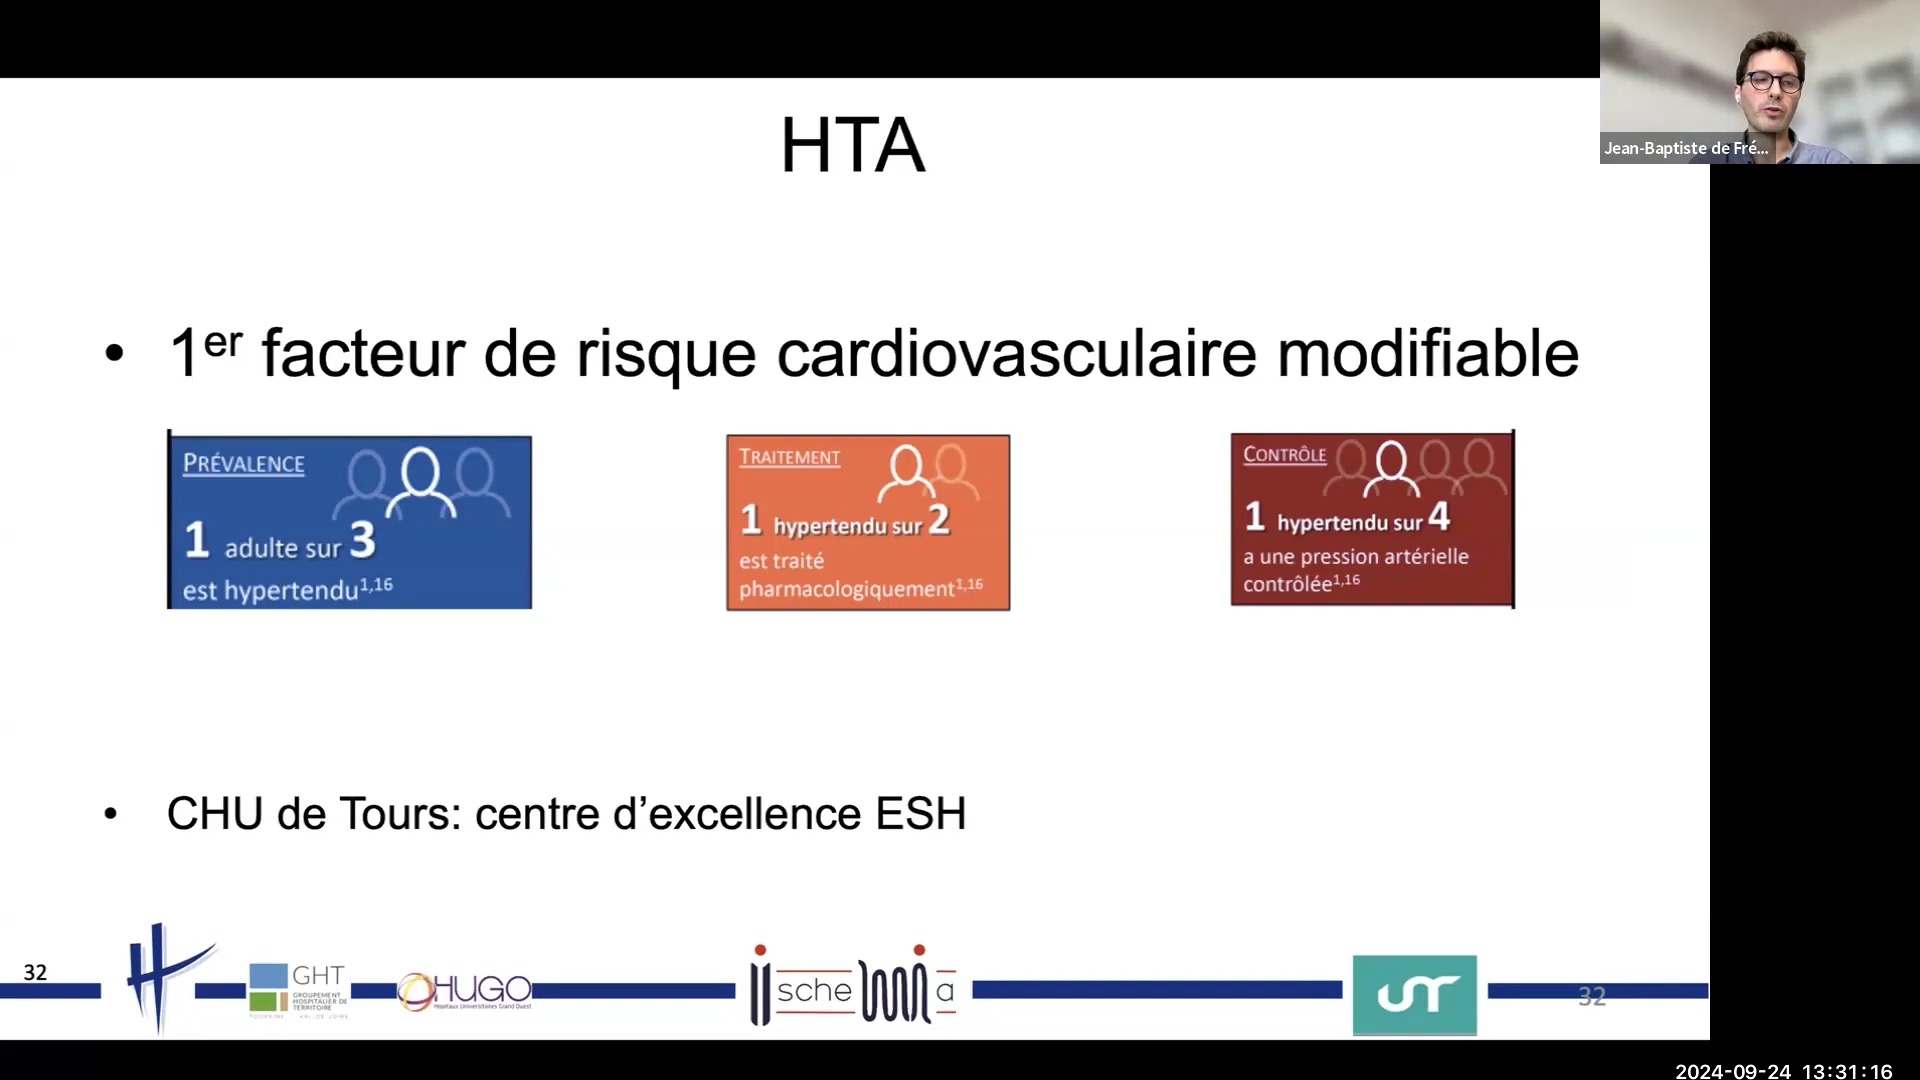 Jean-Baptiste de Fré...
HTA
• 1er facteur de risque cardiovasculaire modifiable
PRÉVALENCE
1 adulte sur 3
est hypertendu1,16
TRAITEMENT
1 hypertendu sur 2
est traité
pharmacologiquement1,16
CONTRÔLE
1 hypertendu sur 4
a une pression artérielle
contrôlée1,16
• CHU de Tours: centre d’excellence ESH
32
GHT
GROUPEMENT
HOSPITALIER DE
TERRITOIRE
TOURAINE - VAL DE LOIRE
HUGO
Hôpitaux Universitaires Grand Ouest
ischemia
UT
32
2024-09-24 13:31:16